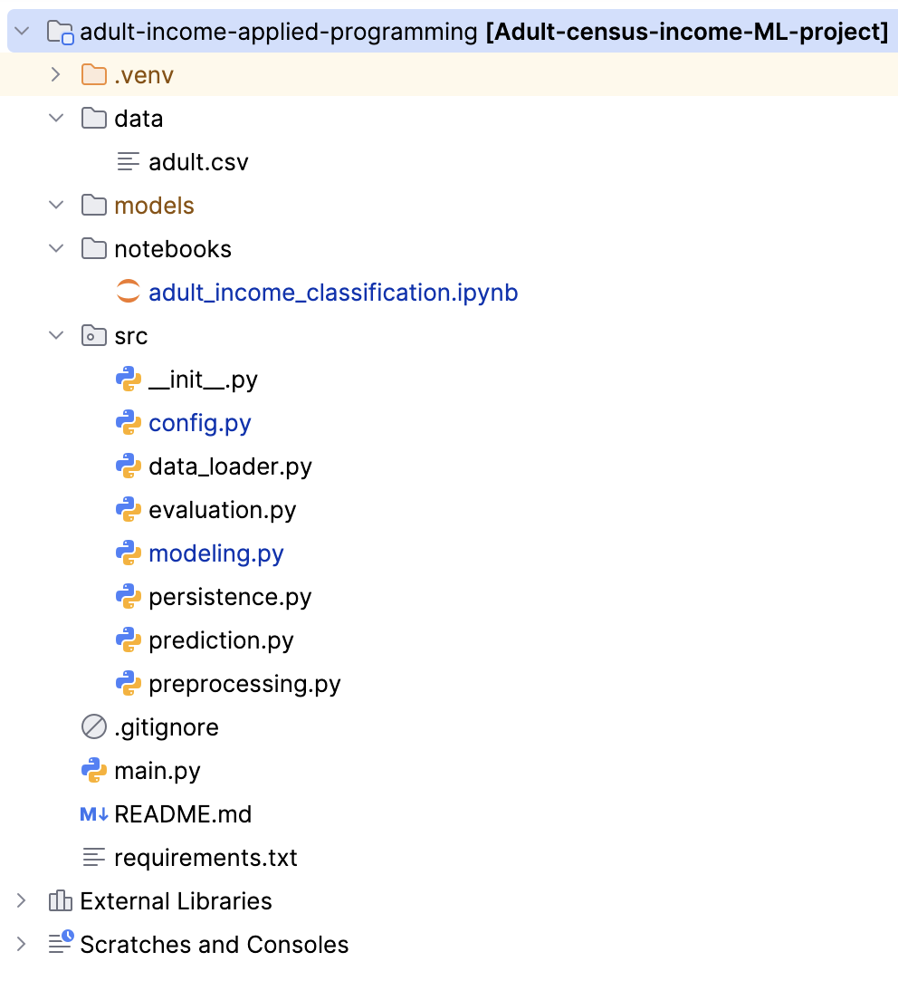 adult-income-applied-programming [Adult-census-income-ML-project]
.venv
data
adult.csv
models
notebooks
adult_income_classification.ipynb
src
__init__.py
config.py
data_loader.py
evaluation.py
modeling.py
persistence.py
prediction.py
preprocessing.py
.gitignore
main.py
M↓ README.md
requirements.txt
External Libraries
Scratches and Consoles